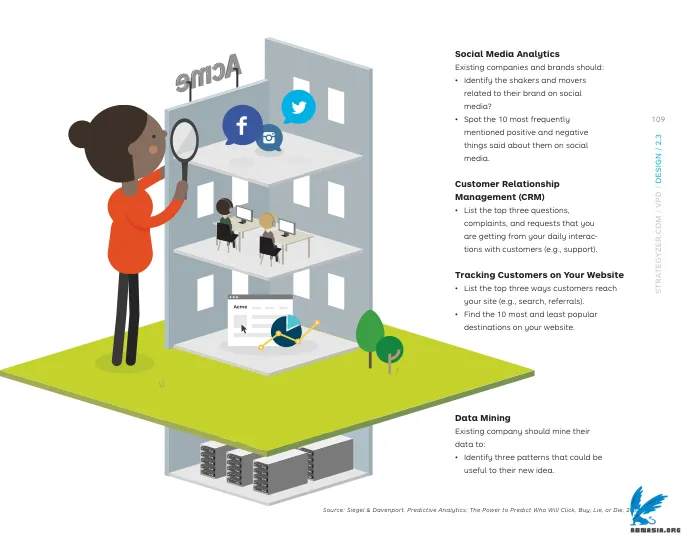 Acme
Social Media Analytics
Existing companies and brands should:
• Identify the shakers and movers
related to their brand on social
media?
• Spot the 10 most frequently
mentioned positive and negative
things said about them on social
media.
109
STRATEGYZER.COM / VPD / DESIGN / 2.3
Customer Relationship
Management (CRM)
• List the top three questions,
complaints, and requests that you
are getting from your daily interac-
tions with customers (e.g., support).
Tracking Customers on Your Website
• List the top three ways customers reach
your site (e.g., search, referrals).
• Find the 10 most and least popular
destinations on your website.
Acme
Data Mining
Existing company should mine their
data to:
• Identify three patterns that could be
useful to their new idea.
Source: Siegel & Davenport, Predictive Analytics: The Power to Predict Who Will Click, Buy, Lie, or Die,
ABNASIA.ORG